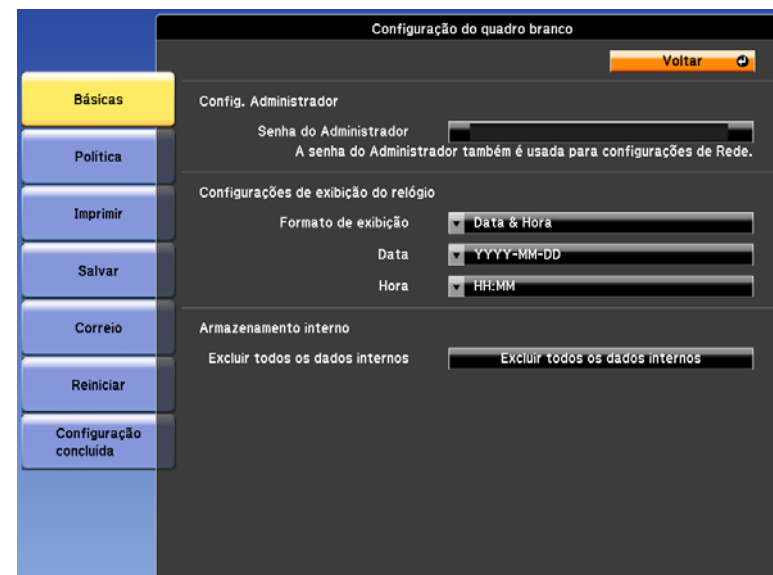 Configuração do quadro branco
Voltar
Básicas
Política
Imprimir
Salvar
Correio
Reiniciar
Configuração
concluída
Config. Administrador
Senha do Administrador
A senha do Administrador também é usada para configurações de Rede.
Configurações de exibição do relógio
Formato de exibição Data & Hora
Data YYYY-MM-DD
Hora HH:MM
Armazenamento interno
Excluir todos os dados internos Excluir todos os dados internos